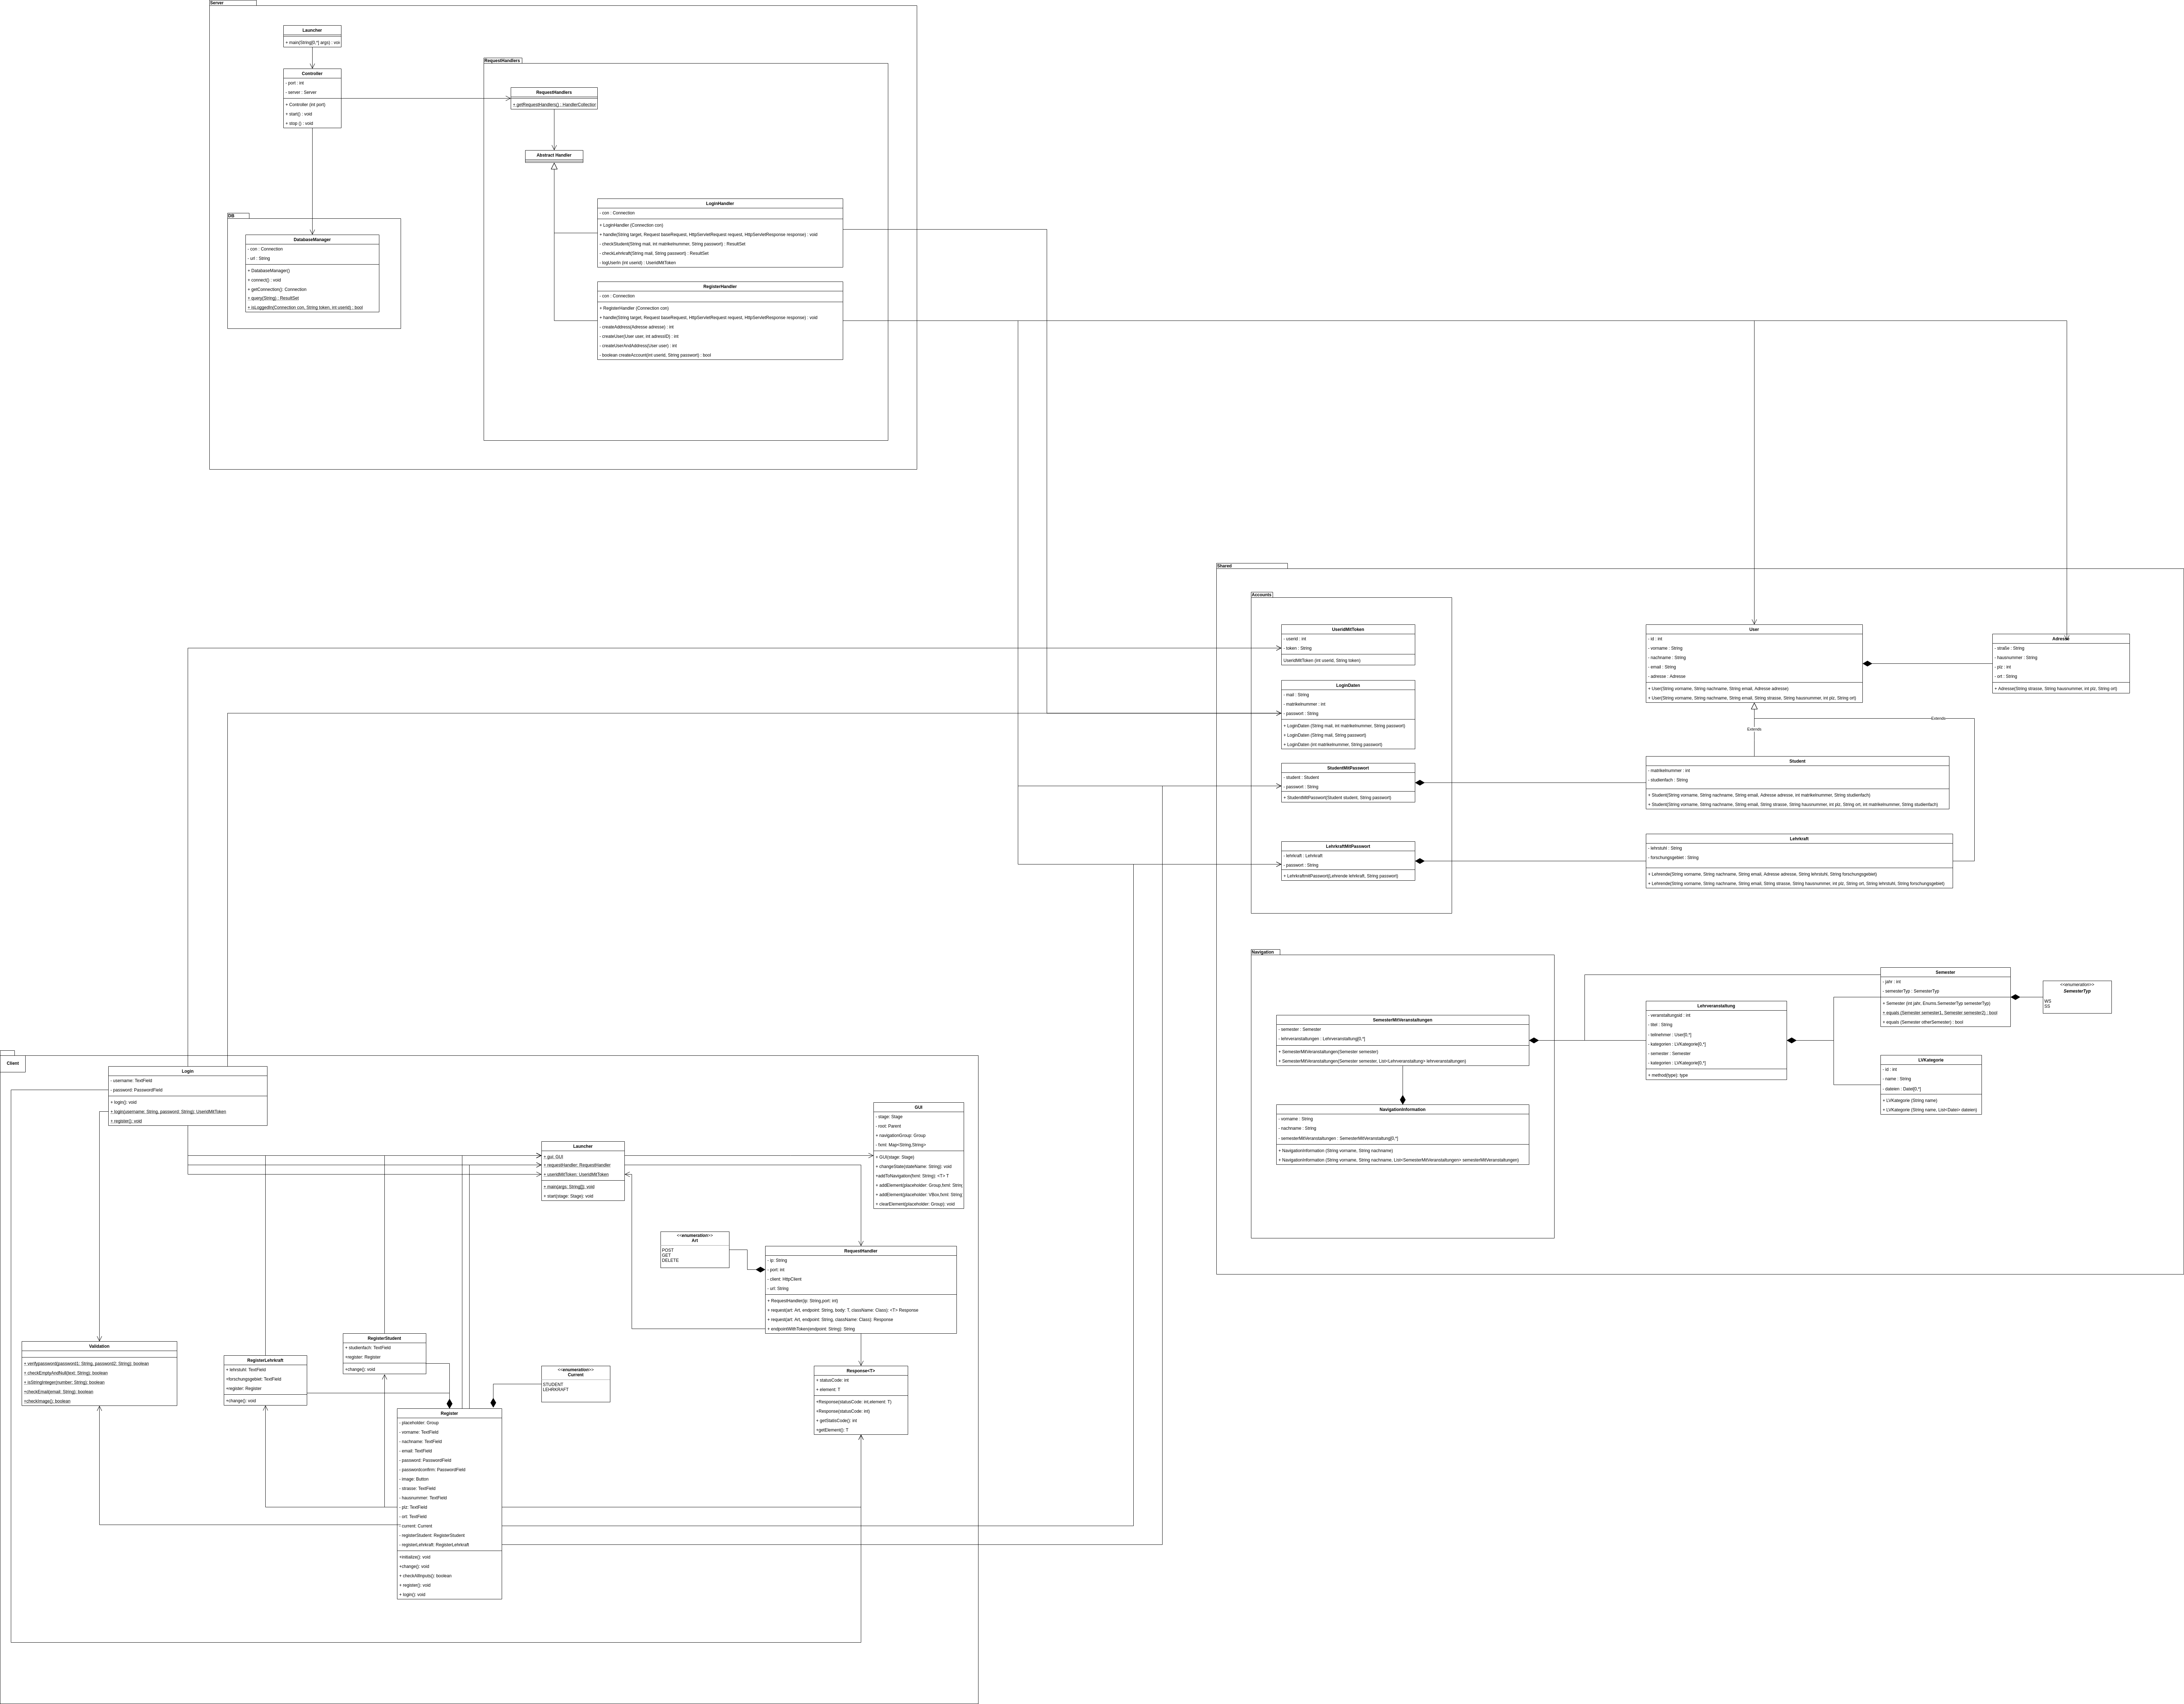 Server
Launcher
+ main(String[0,*] args) : voi
Controller
- port : int
- server : Server
+ Controller (int port)
+ start() : void
+ stop () : void
RequestHandlers
RequestHandlers
+ getRequestHandlers() : HandlerCollection
Abstract Handler
LoginHandler
- con : Connection
+ LoginHandler (Connection con)
+ handle(String target, Request baseRequest, HttpServletRequest request, HttpServletResponse response) : void
- checkStudent(String mail, int matrikelnummer, String passwort) : ResultSet
- checkLehrkraft(String mail, String passwort) : ResultSet
- logUserIn (int userid) : UseridMitToken
RegisterHandler
- con : Connection
+ RegisterHandler (Connection con)
+ handle(String target, Request baseRequest, HttpServletRequest request, HttpServletResponse response) : void
- createAddress(Adresse adresse) : int
- createUser(User user, int adressID) : int
- createUserAndAddress(User user) : int
- boolean createAccount(int userid, String passwort) : bool
DB
DatabaseManager
- con : Connection
- url : String
+ DatabaseManager()
+ connect() : void
+ getConnection(): Connection
+ query(String) : ResultSet
+ isLoggedIn(Connection con, String token, int userid) : bool
Shared
Accounts
UseridMitToken
- userid : int
- token : String
UseridMitToken (int userid, String token)
LoginDaten
- mail : String
- matrikelnummer : int
- passwort : String
+ LoginDaten (String mail, int matrikelnummer, String passwort)
+ LoginDaten (String mail, String passwort)
+ LoginDaten (int matrikelnummer, String passwort)
StudentMitPasswort
- student : Student
- passwort : String
+ StudentMitPasswort(Student student, String passwort)
LehrkraftMitPasswort
- lehrkraft : Lehrkraft
- passwort : String
+ LehrkraftmitPasswort(Lehrende lehrkraft, String passwort)
User
- id : int
- vorname : String
- nachname : String
- email : String
- adresse : Adresse
+ User(String vorname, String nachname, String email, Adresse adresse)
+ User(String vorname, String nachname, String email, String strasse, String hausnummer, int plz, String ort)
Adresse
- straße : String
- hausnummer : String
- plz : int
- ort : String
+ Adresse(String strasse, String hausnummer, int plz, String ort)
Extends
Extends
Student
- matrikelnummer : int
- studienfach : String
+ Student(String vorname, String nachname, String email, Adresse adresse, int matrikelnummer, String studienfach)
+ Student(String vorname, String nachname, String email, String strasse, String hausnummer, int plz, String ort, int matrikelnummer, String studienfach)
Lehrkraft
- lehrstuhl : String
- forschungsgebiet : String
+ Lehrende(String vorname, String nachname, String email, Adresse adresse, String lehrstuhl, String forschungsgebiet)
+ Lehrende(String vorname, String nachname, String email, String strasse, String hausnummer, int plz, String ort, String lehrstuhl, String forschungsgebiet)
Navigation
SemesterMitVeranstaltungen
- semester : Semester
- lehrveranstaltungen : Lehrveranstaltung[0,*]
+ SemesterMitVeranstaltungen(Semester semester)
+ SemesterMitVeranstaltungen(Semester semester, List<Lehrveranstaltung> lehrveranstaltungen)
NavigationInformation
- vorname : String
- nachname : String
- semesterMitVeranstaltungen : SemesterMitVeranstaltung[0,*]
+ NavigationInformation (String vorname, String nachname)
+ NavigationInformation (String vorname, String nachname, List<SemesterMitVeranstaltungen> semesterMitVeranstaltungen)
Lehrveranstaltung
- veranstaltungsid : int
- titel : String
- teilnehmer : User[0,*]
- kategorien : LVKategorie[0,*]
- semester : Semester
- kategorien : LVKategorie[0,*]
+ method(type): type
Semester
- jahr : int
- semesterTyp : SemesterTyp
+ Semester (int jahr, Enums.SemesterTyp semesterTyp)
+ equals (Semester semester1, Semester semester2) : bool
+ equals (Semester otherSemester) : bool
<<enumeration>>
SemesterTyp
WS
SS
LVKategorie
- id : int
- name : String
- dateien : Datei[0,*]
+ LVKategorie (String name)
+ LVKategorie (String name, List<Datei> dateien)
Client
Login
- username: TextField
- password: PasswordField
+ login(): void
+ login(username: String, password: String): UseridMitToken
+ register(): void
Launcher
+ gui: GUI
+ requestHandler: RequestHandler
+ useridMitToken: UseridMitToken
+ main(args: String[]): void
+ start(stage: Stage): void
GUI
- stage: Stage
- root: Parent
+ navigationGroup: Group
- fxml: Map<String,String>
+ GUI(stage: Stage)
+ changeState(stateName: String): void
+addToNavigation(fxml: String): <T> T
+ addElement(placeholder: Group,fxml: String
+ addElement(placeholder: VBox,fxml: String
+ clearElement(placeholder: Group): void
<<enumeration>>
Art
POST
GET
DELETE
RequestHandler
- ip: String
- port: int
- client: HttpClient
- url: String
+ RequestHandler(ip: String,port: int)
+ request(art: Art, endpoint: String, body: T, className: Class): <T> Response
+ request(art: Art, endpoint: String, className: Class): Response
+ endpointWithToken(endpoint: String): String
Validation
+ verifypassword(password1: String, password2: String): boolean
+ checkEmptyAndNull(text: String): boolean
+ isStringInteger(number: String): boolean
+checkEmail(email: String): boolean
+checkImage(): boolean
RegisterLehrkraft
+ lehrstuhl: TextField
+forschungsgebiet: TextField
+register: Register
+change(): void
RegisterStudent
+ studienfach: TextField
+register: Register
+change(): void
<<enumeration>>
Current
STUDENT
LEHRKRAFT
Response<T>
+ statusCode: int
+ element: T
+Response(statusCode: int,element: T)
+Response(statusCode: int)
+ getStatisCode(): int
+getElement(): T
Register
- placeholder: Group
- vorname: TextField
- nachname: TextField
- email: TextField
- password: PasswordField
- passwordconfirm: PasswordField
- image: Button
- strasse: TextField
- hausnummer: TextField
- plz: TextField
- ort: TextField
- current: Current
- registerStudent: RegisterStudent
- registerLehrkraft: RegisterLehrkraft
+initialize(): void
+change(): void
+ checkAllInputs(): boolean
+ register(): void
+ login(): void